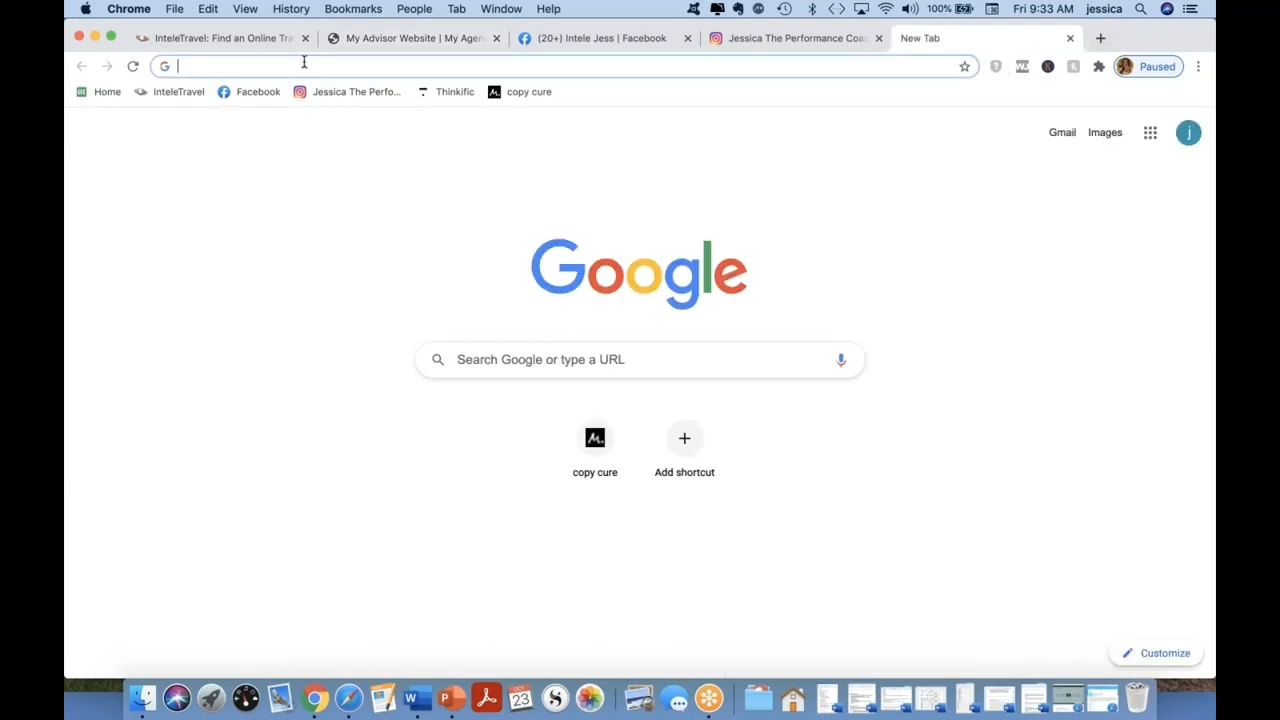 Chrome File Edit View History Bookmarks People Tab Window Help 100% Fri 9:33 AM jessica
InteleTravel: Find an Online Tra My Advisor Website | My Agen (20+) Intele Jess | Facebook Jessica The Performance Coa New Tab
Paused
Home InteleTravel Facebook Jessica The Perfo... Thinkific copy cure
Gmail Images j
Google
Search Google or type a URL
copy cure Add shortcut
Customize
OCT
23